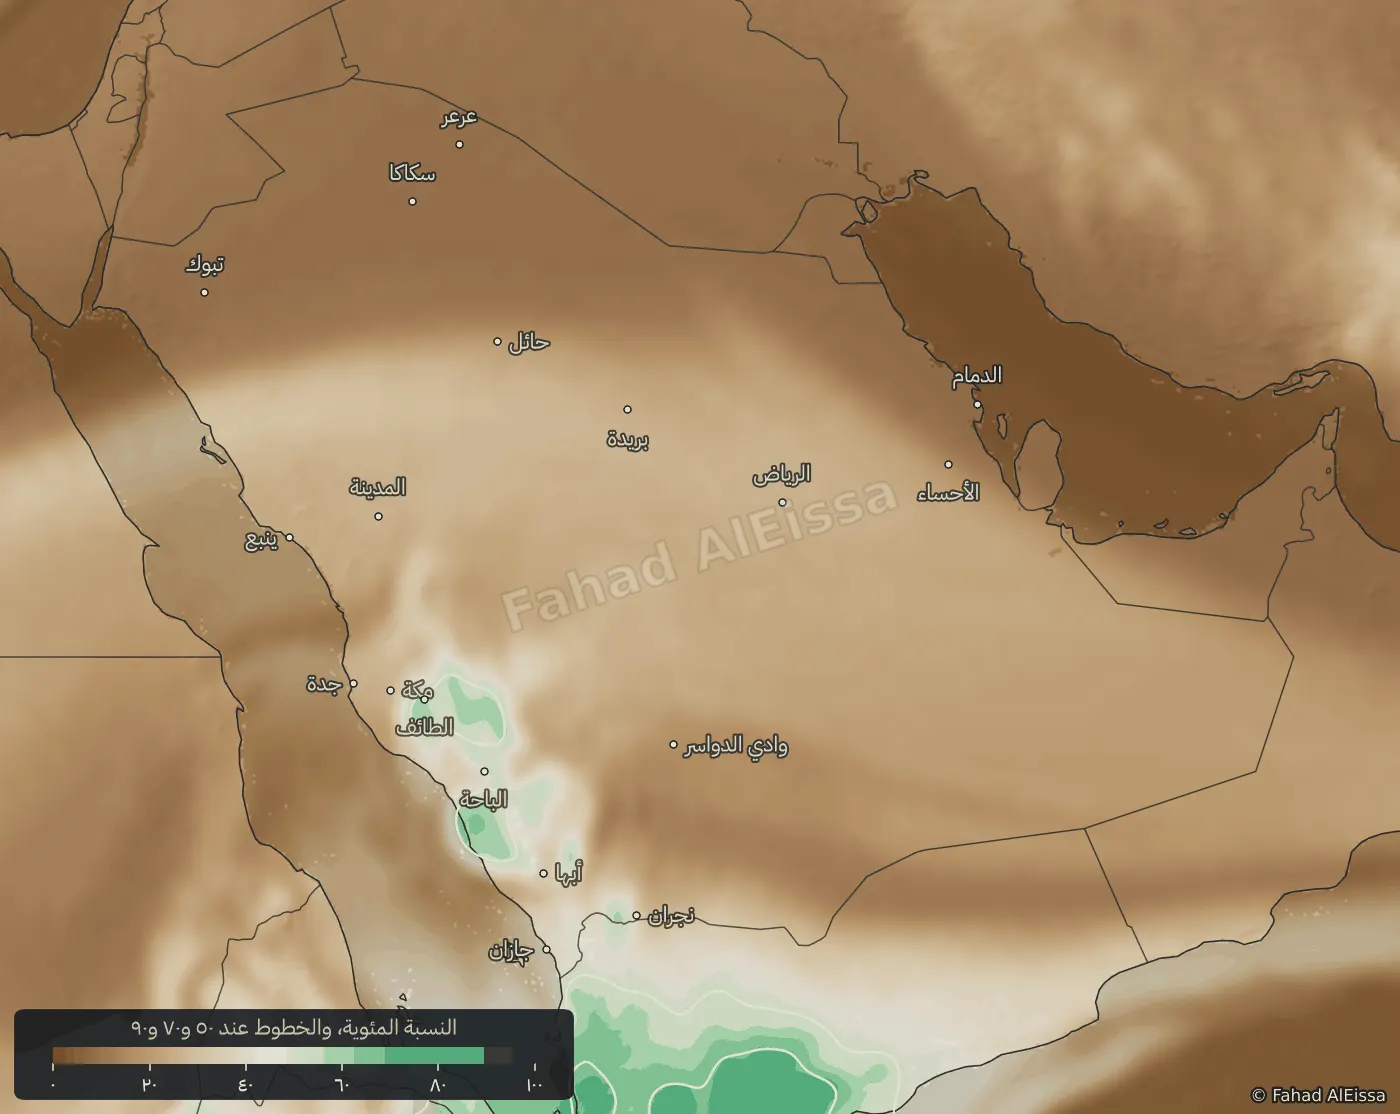 عرعر
سكاكا
تبوك
حائل
الدمام
بريدة
الرياض
الأحساء
المدينة
ينبع
Fahad AlEissa
جدة
مكة
الطائف
وادي الدواسر
الباحة
أبها
نجران
جازان
النسبة المئوية، والخطوط عند ٥٠ و٧٠ و٩٠
٠ ٢٠ ٤٠ ٦٠ ٨٠ ١٠٠
© Fahad AlEissa